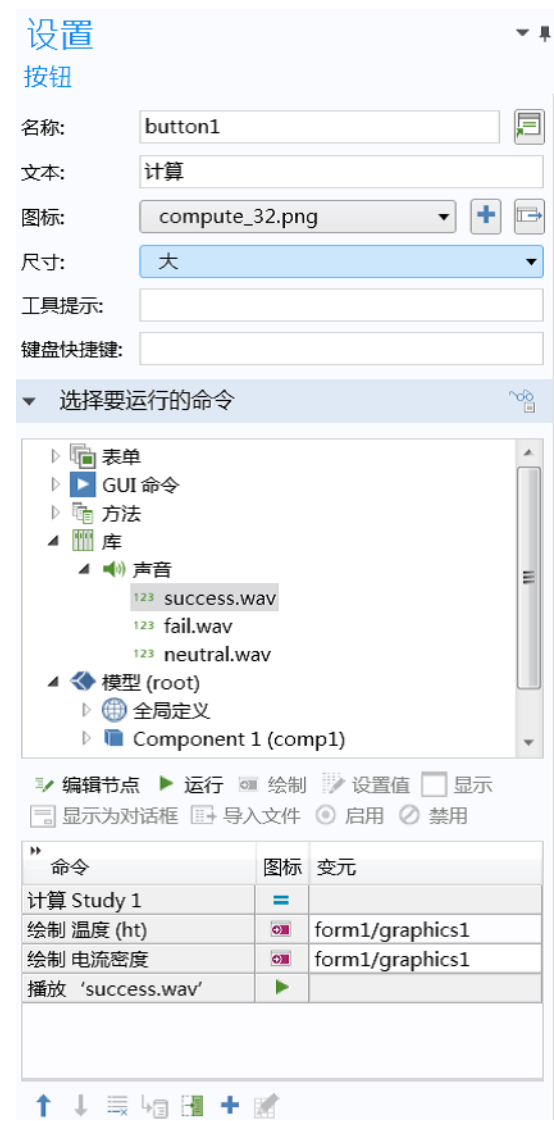 设置
按钮
名称: button1
文本: 计算
图标: compute_32.png
尺寸: 大
工具提示:
键盘快捷键:
选择要运行的命令
表单
GUI 命令
方法
库
声音
123 success.wav
123 fail.wav
123 neutral.wav
模型 (root)
全局定义
Component 1 (comp1)
编辑节点 运行 绘制 设置值 显示
显示为对话框 导入文件 启用 禁用
命令 图标 变元
计算 Study 1
绘制 温度 (ht) form1/graphics1
绘制 电流密度 form1/graphics1
播放‘success.wav’